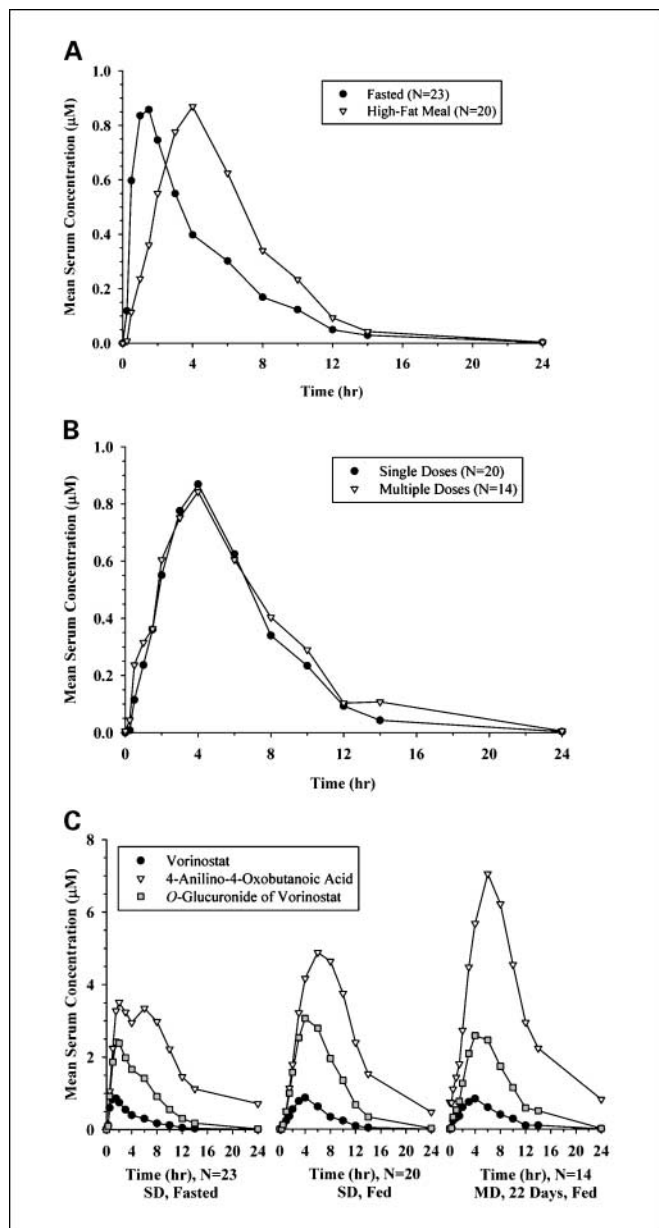 A
Mean Serum Concentration (μM)
1.0
0.8
0.6
0.4
0.2
0.0
Fasted (N=23)
High-Fat Meal (N=20)
0 4 8 12 16 20 24
Time (hr)
B
Mean Serum Concentration (μM)
1.0
0.8
0.6
0.4
0.2
0.0
Single Doses (N=20)
Multiple Doses (N=14)
0 4 8 12 16 20 24
Time (hr)
C
Mean Serum Concentration (μM)
8
6
4
2
0
Vorinostat
4-Anilino-4-Oxobutanoic Acid
O-Glucuronide of Vorinostat
0 4 8 12 16 20 24 0 4 8 12 16 20 24 0 4 8 12 16 20 24
Time (hr), N=23 Time (hr), N=20 Time (hr), N=14
SD, Fasted SD, Fed MD, 22 Days, Fed